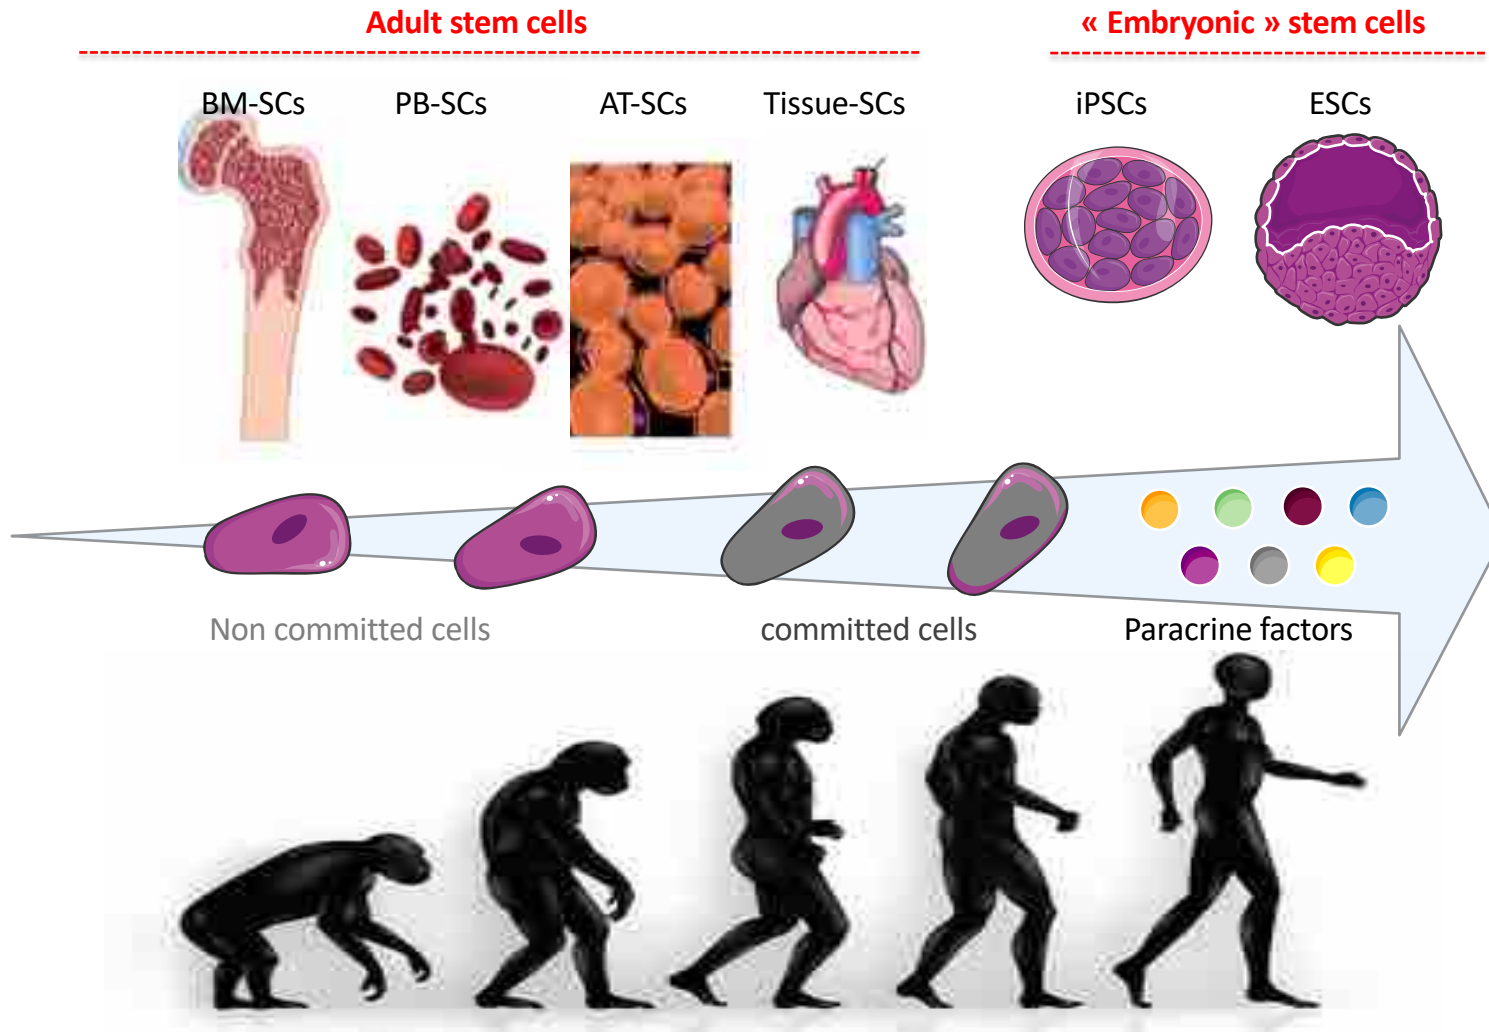 Adult stem cells
« Embryonic » stem cells
BM-SCs
PB-SCs
AT-SCs
Tissue-SCs
iPSCs
ESCs
Non committed cells
committed cells
Paracrine factors